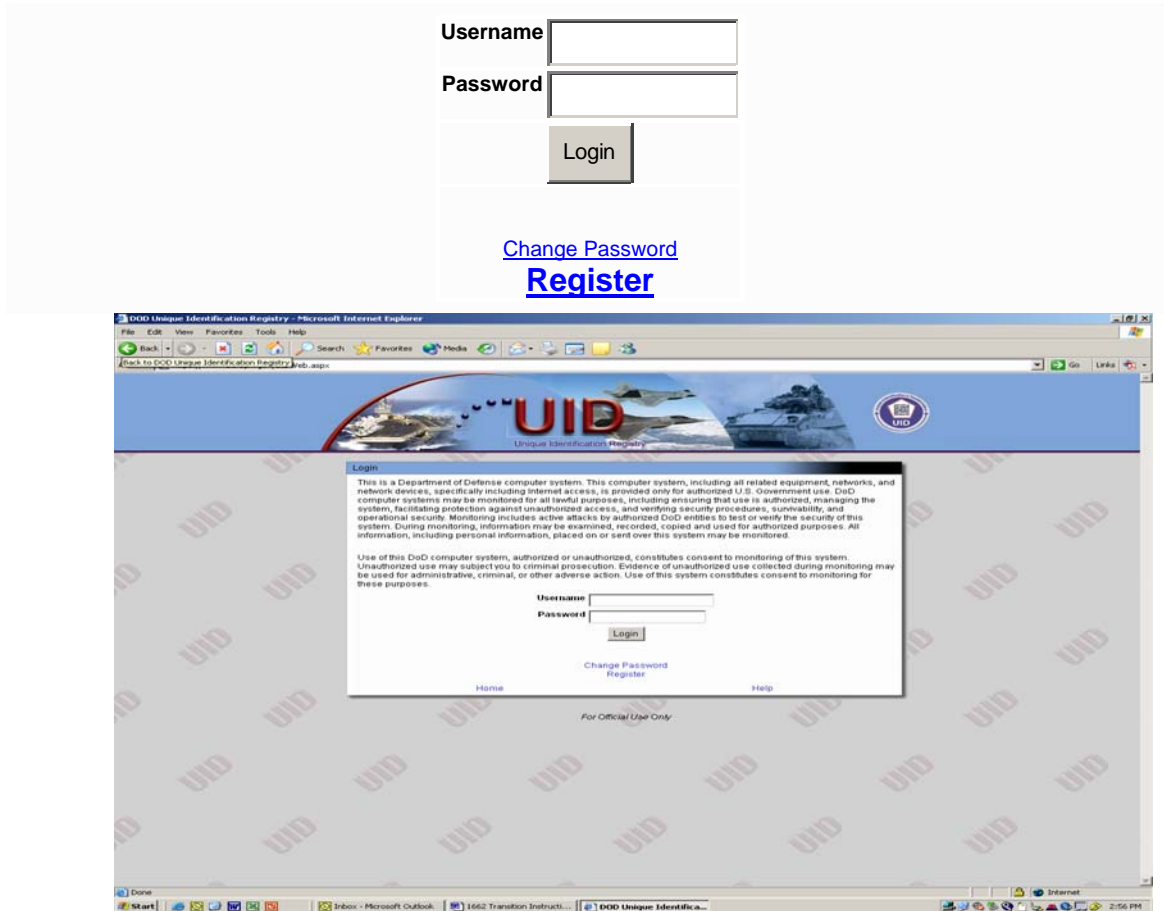 Username
Password
Login
Change Password
Register
DOD Unique Identification Registry - Microsoft Internet Explorer
File Edit View Favorites Tools Help
Back Search Favorites Media
Back to DOD Unique Identification Registry Web.aspx Go Links
UID
Unique Identification Registry
UID
Login
This is a Department of Defense computer system. This computer system, including all related equipment, networks, and
network devices, specifically including Internet access, is provided only for authorized U.S. Government use. DoD
computer systems may be monitored for all lawful purposes, including ensuring that use is authorized, managing the
system, facilitating protection against unauthorized access, and verifying security procedures, survivability, and
operational security. Monitoring includes active attacks by authorized DoD entities to test or verify the security of this
system. During monitoring, information may be examined, recorded, copied and used for authorized purposes. All
information, including personal information, placed on or sent over this system may be monitored.
Use of this DoD computer system, authorized or unauthorized, constitutes consent to monitoring of this system.
Unauthorized use may subject you to criminal prosecution. Evidence of unauthorized use collected during monitoring may
be used for administrative, criminal, or other adverse action. Use of this system constitutes consent to monitoring for
these purposes.
Username
Password
Login
Change Password
Register
Home Help
For Official Use Only
Done Internet
Start Inbox - Microsoft Outlook 1662 Transition Instructi... DOD Unique Identifica... 2:56 PM